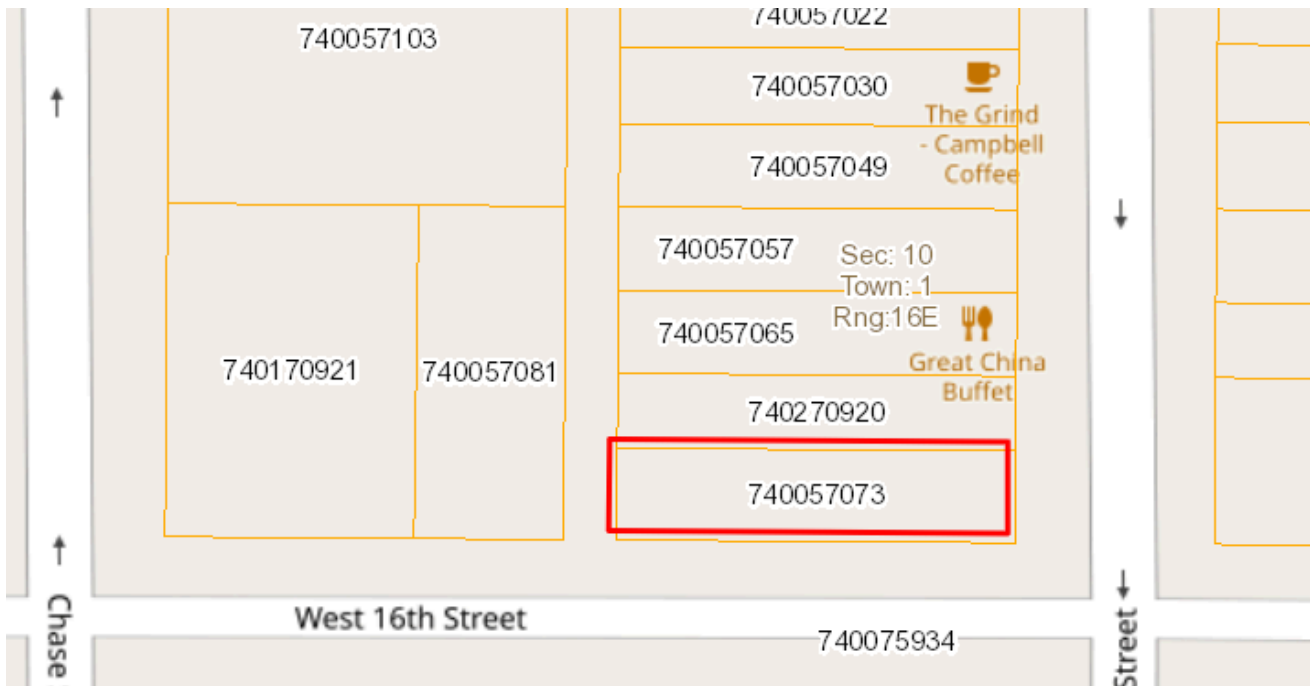 740057022
740057103
740057030
The Grind
- Campbell
Coffee
740057049
740057057
Sec: 10
Town: 1
Rng:16E
740057065
Great China
Buffet
740170921
740057081
740270920
740057073
Chase
West 16th Street
740075934
Street